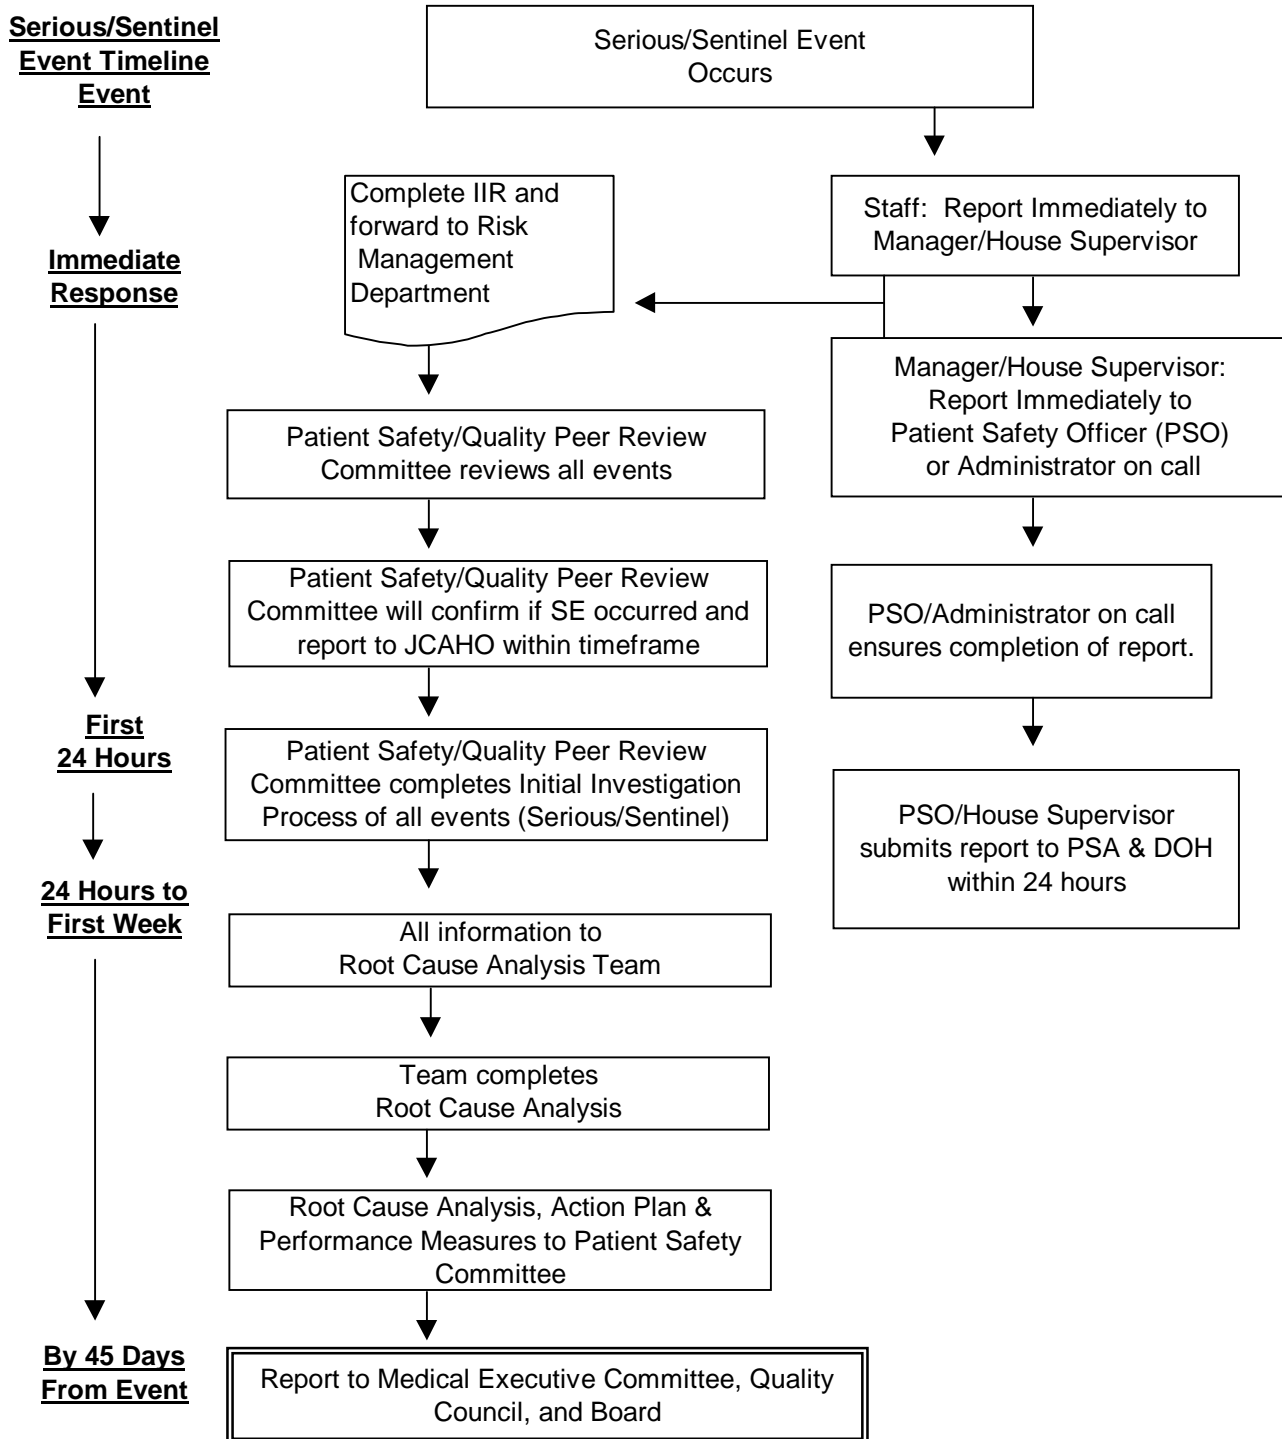 Serious/Sentinel
Event Timeline
Event
Serious/Sentinel Event
Occurs
Complete IIR and
forward to Risk
Management
Department
Staff:  Report Immediately to
Manager/House Supervisor
Immediate
Response
Manager/House Supervisor:
Report Immediately to
Patient Safety Officer (PSO)
or Administrator on call
Patient Safety/Quality Peer Review
Committee reviews all events
Patient Safety/Quality Peer Review
Committee will confirm if SE occurred and
report to JCAHO within timeframe
PSO/Administrator on call
ensures completion of report.
First
24 Hours
Patient Safety/Quality Peer Review
Committee completes Initial Investigation
Process of all events (Serious/Sentinel)
PSO/House Supervisor
submits report to PSA & DOH
within 24 hours
24 Hours to
First Week
All information to
Root Cause Analysis Team
Team completes
Root Cause Analysis
Root Cause Analysis, Action Plan &
Performance Measures to Patient Safety
Committee
By 45 Days
From Event
Report to Medical Executive Committee, Quality
Council, and Board